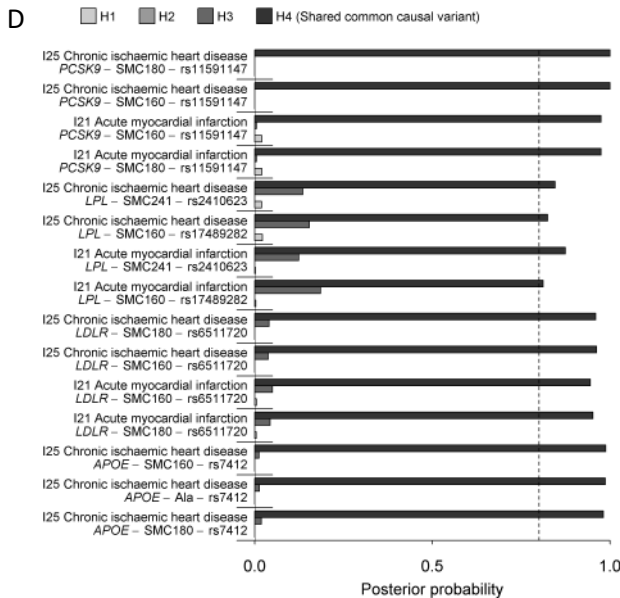 D
H1 H2 H3 H4 (Shared common causal variant)
I25 Chronic ischaemic heart disease
PCSK9 – SMC180 – rs11591147
I25 Chronic ischaemic heart disease
PCSK9 – SMC160 – rs11591147
I21 Acute myocardial infarction
PCSK9 – SMC160 – rs11591147
I21 Acute myocardial infarction
PCSK9 – SMC180 – rs11591147
I25 Chronic ischaemic heart disease
LPL – SMC241 – rs2410623
I25 Chronic ischaemic heart disease
LPL – SMC160 – rs17489282
I21 Acute myocardial infarction
LPL – SMC241 – rs2410623
I21 Acute myocardial infarction
LPL – SMC160 – rs17489282
I25 Chronic ischaemic heart disease
LDLR – SMC180 – rs6511720
I25 Chronic ischaemic heart disease
LDLR – SMC160 – rs6511720
I21 Acute myocardial infarction
LDLR – SMC160 – rs6511720
I21 Acute myocardial infarction
LDLR – SMC180 – rs6511720
I25 Chronic ischaemic heart disease
APOE – SMC160 – rs7412
I25 Chronic ischaemic heart disease
APOE – Ala – rs7412
I25 Chronic ischaemic heart disease
APOE – SMC180 – rs7412
0.0 0.5 1.0
Posterior probability